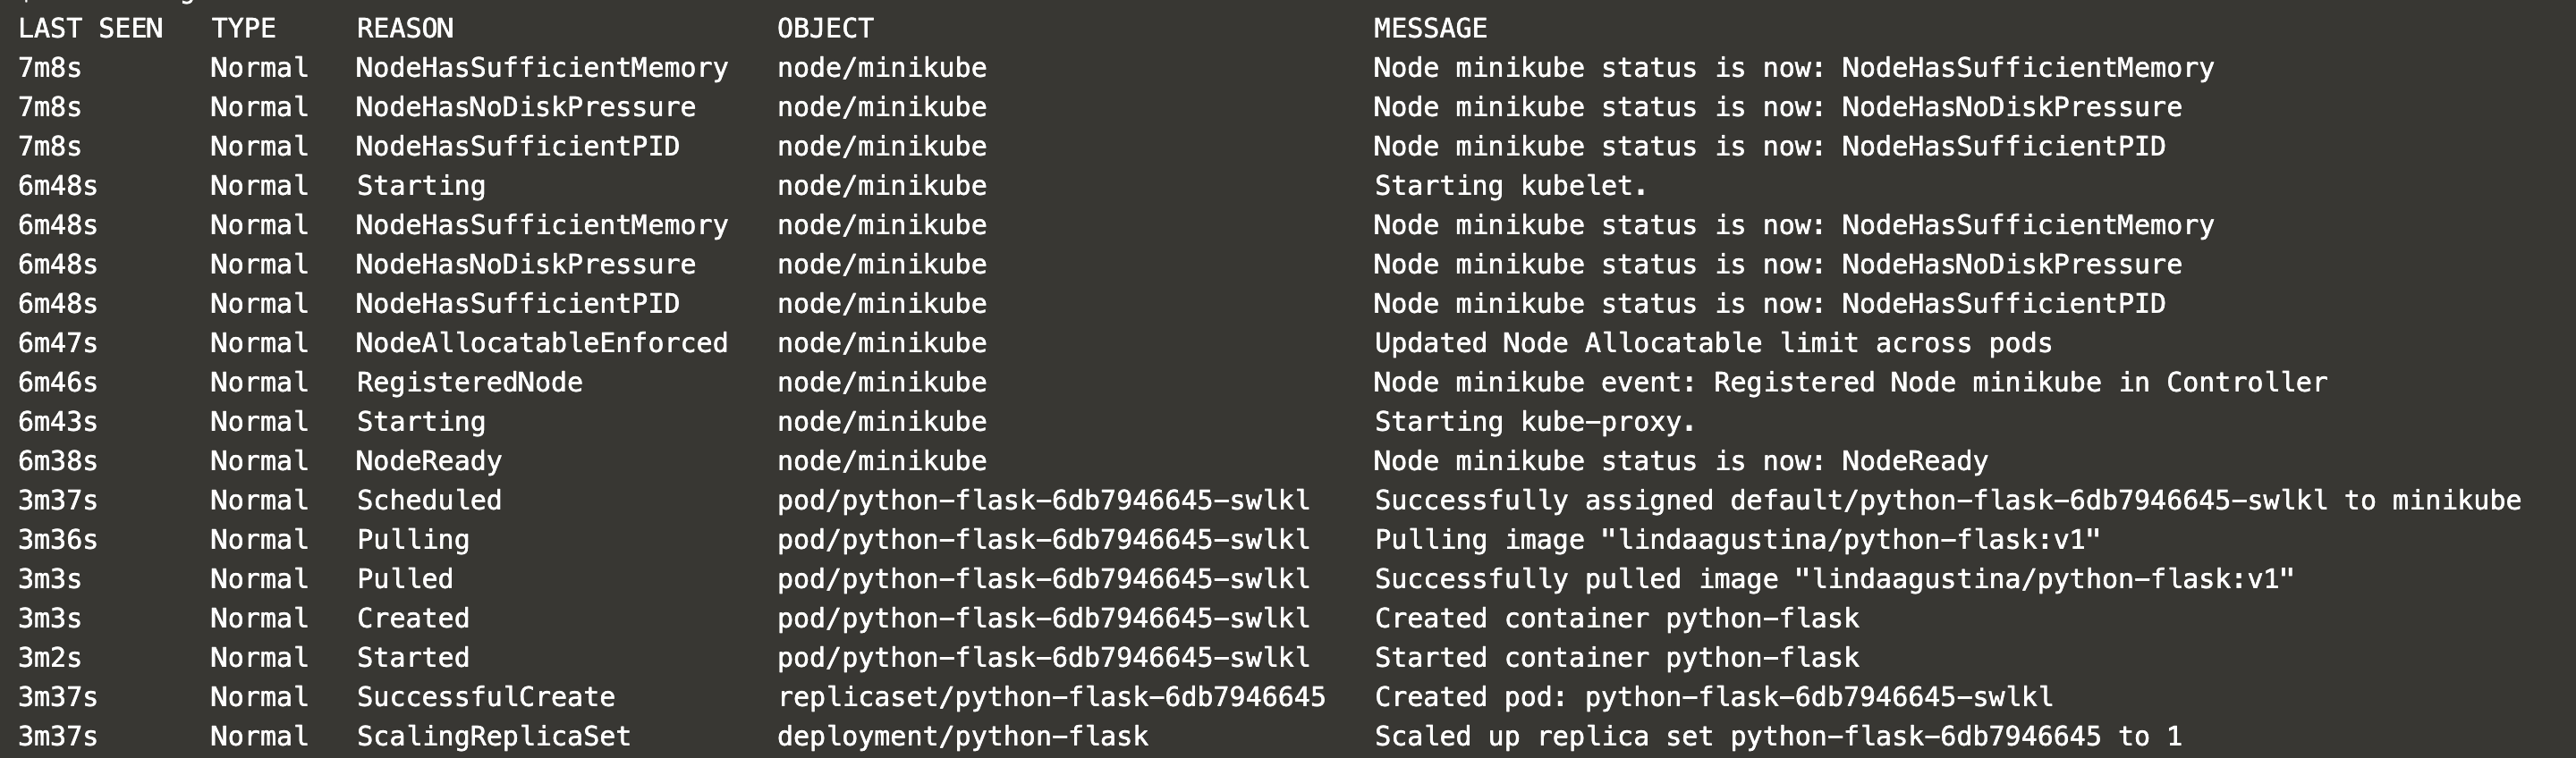 LAST SEEN   TYPE     REASON                    OBJECT                               MESSAGE
7m8s        Normal   NodeHasSufficientMemory   node/minikube                        Node minikube status is now: NodeHasSufficientMemory
7m8s        Normal   NodeHasNoDiskPressure     node/minikube                        Node minikube status is now: NodeHasNoDiskPressure
7m8s        Normal   NodeHasSufficientPID      node/minikube                        Node minikube status is now: NodeHasSufficientPID
6m48s       Normal   Starting                  node/minikube                        Starting kubelet.
6m48s       Normal   NodeHasSufficientMemory   node/minikube                        Node minikube status is now: NodeHasSufficientMemory
6m48s       Normal   NodeHasNoDiskPressure     node/minikube                        Node minikube status is now: NodeHasNoDiskPressure
6m48s       Normal   NodeHasSufficientPID      node/minikube                        Node minikube status is now: NodeHasSufficientPID
6m47s       Normal   NodeAllocatableEnforced   node/minikube                        Updated Node Allocatable limit across pods
6m46s       Normal   RegisteredNode            node/minikube                        Node minikube event: Registered Node minikube in Controller
6m43s       Normal   Starting                  node/minikube                        Starting kube-proxy.
6m38s       Normal   NodeReady                 node/minikube                        Node minikube status is now: NodeReady
3m37s       Normal   Scheduled                 pod/python-flask-6db7946645-swlkl    Successfully assigned default/python-flask-6db7946645-swlkl to minikube
3m36s       Normal   Pulling                   pod/python-flask-6db7946645-swlkl    Pulling image "lindaagustina/python-flask:v1"
3m3s        Normal   Pulled                    pod/python-flask-6db7946645-swlkl    Successfully pulled image "lindaagustina/python-flask:v1"
3m3s        Normal   Created                   pod/python-flask-6db7946645-swlkl    Created container python-flask
3m2s        Normal   Started                   pod/python-flask-6db7946645-swlkl    Started container python-flask
3m37s       Normal   SuccessfulCreate          replicaset/python-flask-6db7946645   Created pod: python-flask-6db7946645-swlkl
3m37s       Normal   ScalingReplicaSet         deployment/python-flask              Scaled up replica set python-flask-6db7946645 to 1